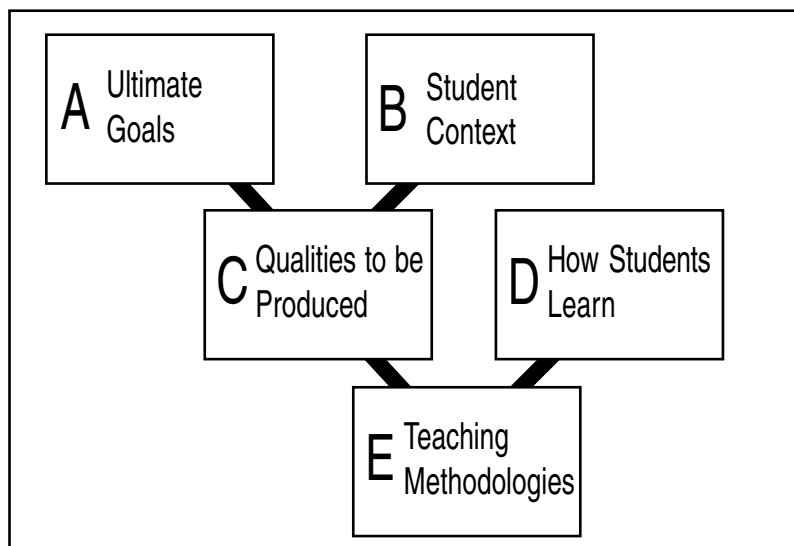 A Ultimate
Goals
B Student
Context
C Qualities to be
Produced
D How Students
Learn
E Teaching
Methodologies